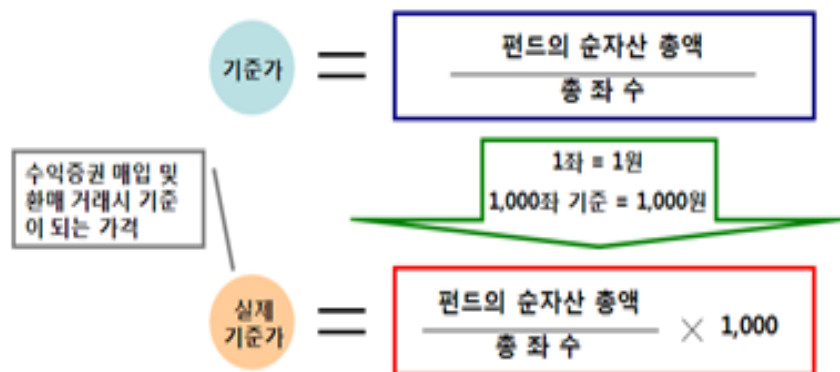 기준가
=
펀드의 순자산 총액
총 좌 수
1좌 = 1원
1,000좌 기준 = 1,000원
수익증권 매입 및
환매 거래시 기준
이 되는 가격
실제
기준가
=
펀드의 순자산 총액
총 좌 수
× 1,000